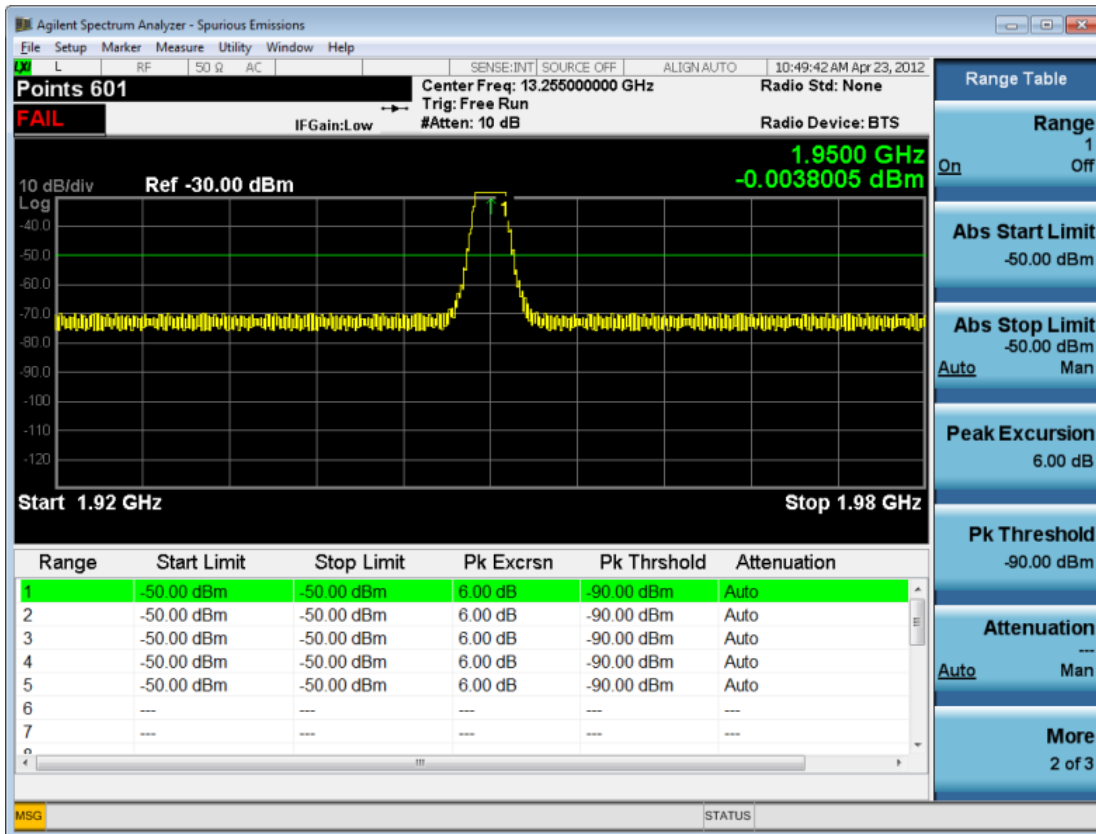 Agilent Spectrum Analyzer - Spurious Emissions
File Setup Marker Measure Utility Window Help
LXI L RF 50 Ω AC SENSE:INT SOURCE OFF ALIGN AUTO 10:49:42 AM Apr 23, 2012
Points 601
Center Freq: 13.255000000 GHz
Radio Std: None
Trig: Free Run
FAIL
IFGain:Low
#Atten: 10 dB
Radio Device: BTS
1.9500 GHz
-0.0038005 dBm
10 dB/div Ref -30.00 dBm
Log
1
-40.0
-50.0
-60.0
-70.0
-80.0
-90.0
-100
-110
-120
Start 1.92 GHz Stop 1.98 GHz
Range Start Limit Stop Limit Pk Excrsn Pk Thrshold Attenuation
1 -50.00 dBm -50.00 dBm 6.00 dB -90.00 dBm Auto
2 -50.00 dBm -50.00 dBm 6.00 dB -90.00 dBm Auto
3 -50.00 dBm -50.00 dBm 6.00 dB -90.00 dBm Auto
4 -50.00 dBm -50.00 dBm 6.00 dB -90.00 dBm Auto
5 -50.00 dBm -50.00 dBm 6.00 dB -90.00 dBm Auto
6 --- --- --- --- ---
7 --- --- --- --- ---
MSG STATUS
Range Table
Range
1
On Off
Abs Start Limit
-50.00 dBm
Abs Stop Limit
-50.00 dBm
Auto Man
Peak Excursion
6.00 dB
Pk Threshold
-90.00 dBm
Attenuation
---
Auto Man
More
2 of 3